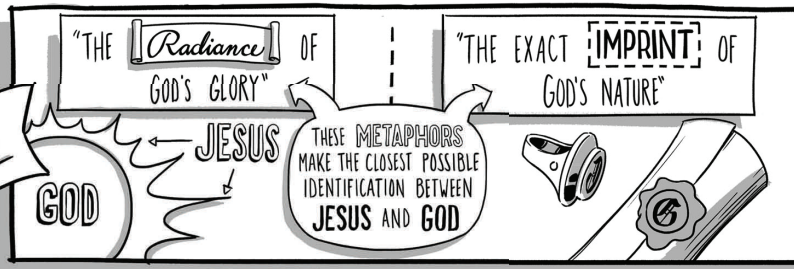 "THE Radiance OF
GOD'S GLORY"
"THE EXACT IMPRINT OF
GOD'S NATURE"
JESUS
GOD
THESE METAPHORS
MAKE THE CLOSEST POSSIBLE
IDENTIFICATION BETWEEN
JESUS AND GOD
G